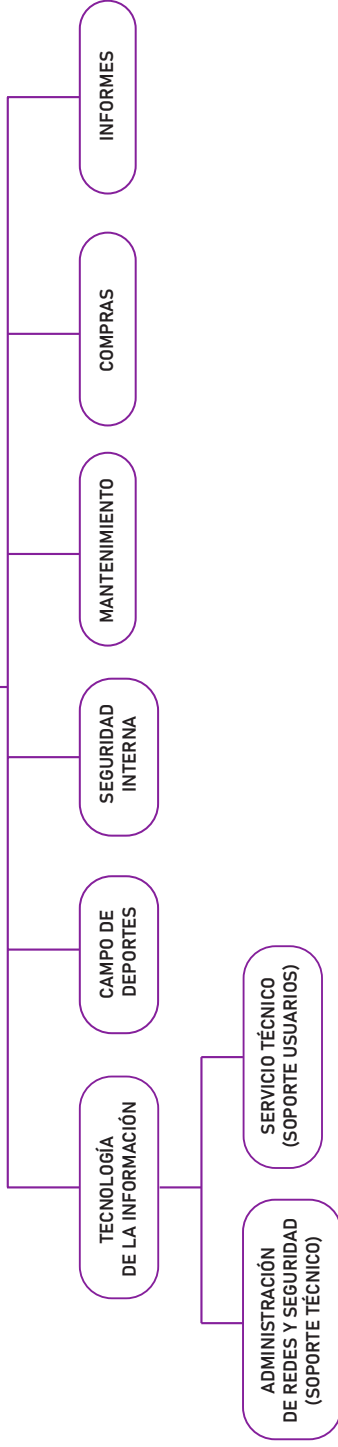 TECNOLOGÍA
DE LA INFORMACIÓN
CAMPO DE
DEPORTES
SEGURIDAD
INTERNA
MANTENIMIENTO
COMPRAS
INFORMES
ADMINISTRACIÓN
DE REDES Y SEGURIDAD
(SOPORTE TÉCNICO)
SERVICIO TÉCNICO
(SOPORTE USUARIOS)